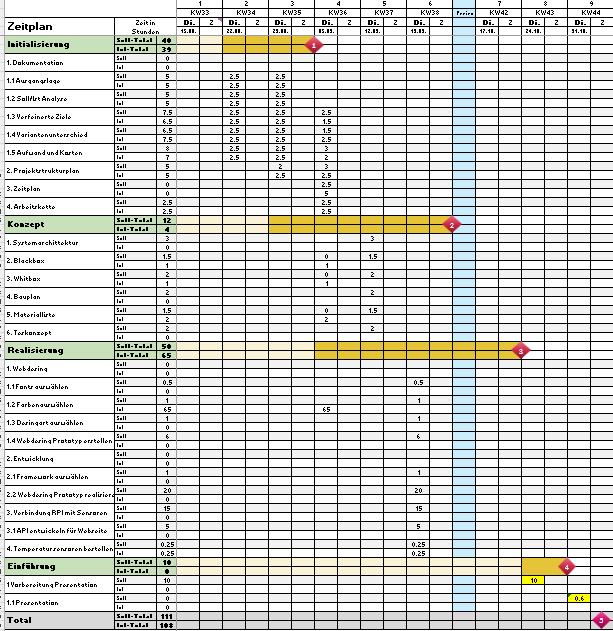 Zeitplan
1 2 3 4 5 6 7 8 9
KW33 KW34 KW35 KW36 KW37 KW38 Ferien KW42 KW43 KW44
Zeit in Stunden
Di. Z Di. Z Di. Z Di. Z Di. Z Di. Z Di. Z Di. Z Di. Z
15.08. 22.08. 29.08. 06.09. 12.09. 19.09. 17.10. 24.10. 31.10.
Initialisierung Soll-Total 40 1
Ist-Total 39
1. Dokumentation Soll 0
Ist 0
1.1 Ausgangslage Soll 5 2.5 2.5
Ist 5 2.5 2.5
1.2 Soll/Ist Analyse Soll 5 2.5 2.5
Ist 5 2.5 2.5
1.3 Verfeinerte Ziele Soll 7.5 2.5 2.5 2.5
Ist 6.5 2.5 2.5 1.5
1.4 Variantenunterschied Soll 6.5 2.5 2.5 1.5
Ist 7.5 2.5 2.5 2.5
1.5 Aufwand und Kosten Soll 8 2.5 2.5 3
Ist 7 2.5 2.5 2
2. Projektstrukturplan Soll 5 2 3
Ist 5 2.5 2.5
3. Zeitplan Soll 0 2.5
Ist 0 5
4. Arbeitskette Soll 2.5 2.5
Ist 2.5 2.5
Konzept Soll-Total 12 2
Ist-Total 4
1. Systemarchitektur Soll 3 3
Ist 0
2. Blackbox Soll 1.5 0 1.5
Ist 1 1
3. Whitbox Soll 2 0 2
Ist 1 1
4. Bauplan Soll 2 2
Ist 0
5. Materialliste Soll 1.5 0 1.5
Ist 2 2
6. Testkonzept Soll 2 2
Ist 0
Realisierung Soll-Total 50 3
Ist-Total 65
1. Webdering Soll 0
Ist 0
1.1 Fonts auswählen Soll 0.5 0.5
Ist 0
1.2 Farben auswählen Soll 1 1
Ist 65 65
1.3 Desingart auswählen Soll 1 1
Ist 0
1.4 Webdering Prototyp erstellen Soll 6 6
Ist 0
2. Entwicklung Soll 0
Ist 0
2.1 Framework auswählen Soll 1 1
Ist 0
2.2 Webdering Prototyp realisier Soll 20 20
Ist 0
3. Verbindung RPI mit Sensoren Soll 15 15
Ist 0
3.1 API entwickeln für Webseite Soll 5 5
Ist 0
4. Temperatursensoren bestellen Soll 0.25 0.25
Ist 0.25 0.25
Einführung Soll-Total 10 4
Ist-Total 0
1 Vorbereitung Presentation Soll 10 10
Ist 0
1.1 Presentation Soll 0 0.6
Ist 0
Total Soll-Total 111 5
Ist-Total 108